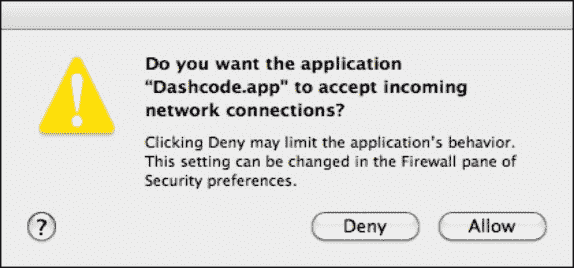 Do you want the application
“Dashcode.app” to accept incoming
network connections?
Clicking Deny may limit the application’s behavior.
This setting can be changed in the Firewall pane of
Security preferences.
?
Deny
Allow